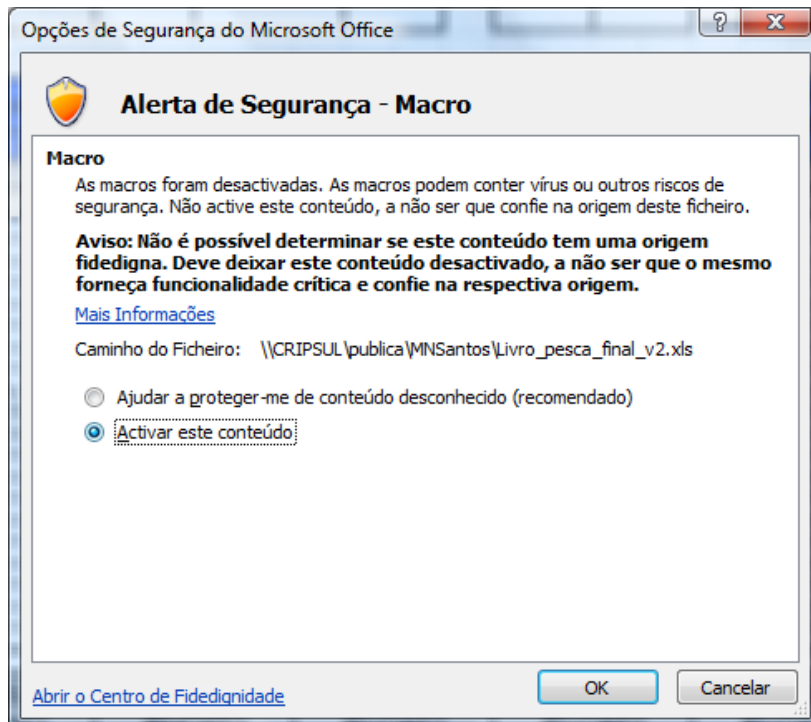 Opções de Segurança do Microsoft Office
Alerta de Segurança - Macro
Macro
As macros foram desactivadas. As macros podem conter vírus ou outros riscos de
segurança. Não active este conteúdo, a não ser que confie na origem deste ficheiro.
Aviso: Não é possível determinar se este conteúdo tem uma origem
fidedigna. Deve deixar este conteúdo desactivado, a não ser que o mesmo
forneça funcionalidade crítica e confie na respectiva origem.
Mais Informações
Caminho do Ficheiro: \\CRIPSUL\publica\MNSantos\Livro_pesca_final_v2.xls
Ajudar a proteger-me de conteúdo desconhecido (recomendado)
Activar este conteúdo
Abrir o Centro de Fidedignidade
OK
Cancelar